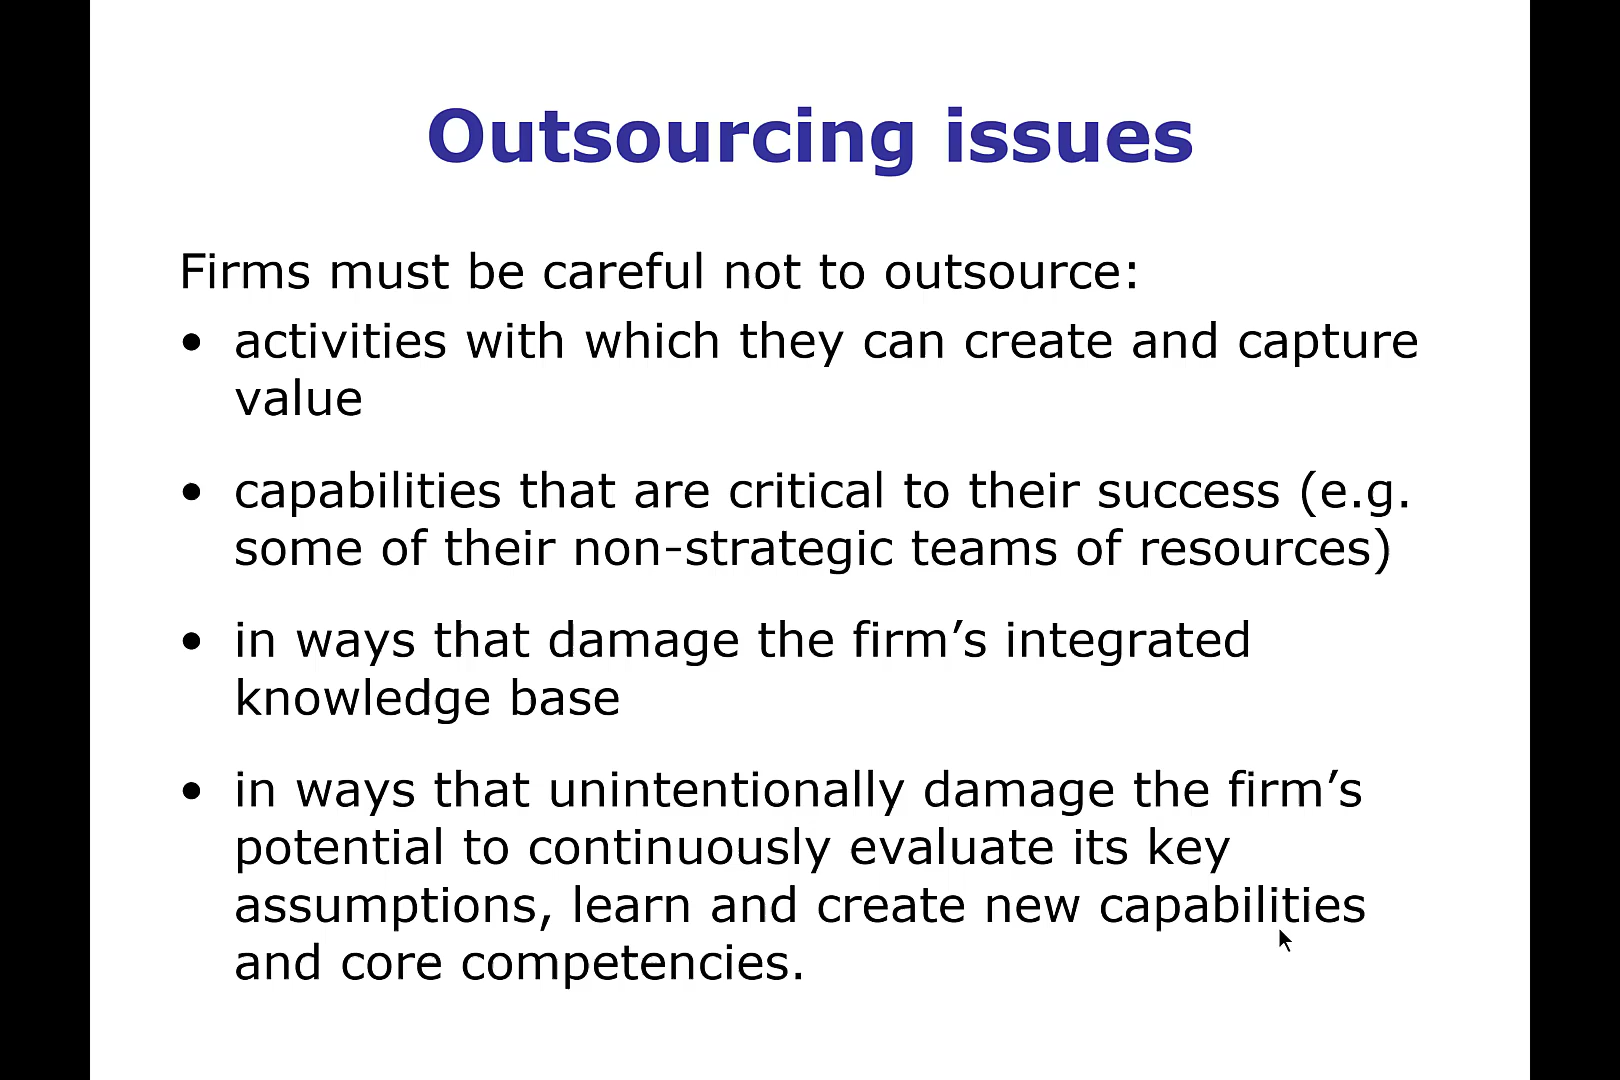 Outsourcing issues
Firms must be careful not to outsource:
• activities with which they can create and capture
value
• capabilities that are critical to their success (e.g.
some of their non-strategic teams of resources)
• in ways that damage the firm’s integrated
knowledge base
• in ways that unintentionally damage the firm’s
potential to continuously evaluate its key
assumptions, learn and create new capabilities
and core competencies.